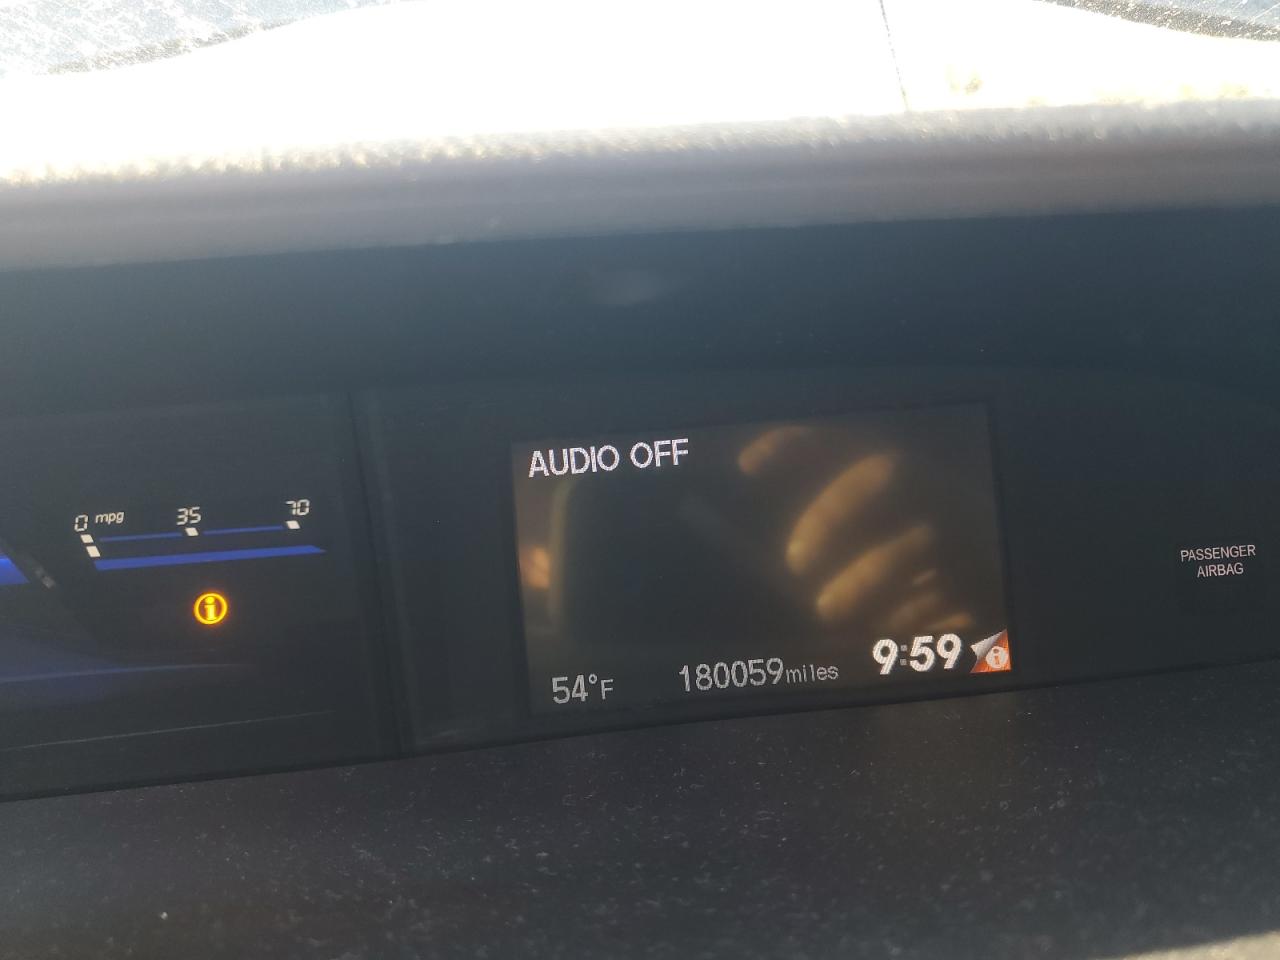 AUDIO OFF
0 mpg 35 70
PASSENGER
AIRBAG
i
54°F 180059 miles 9:59 i